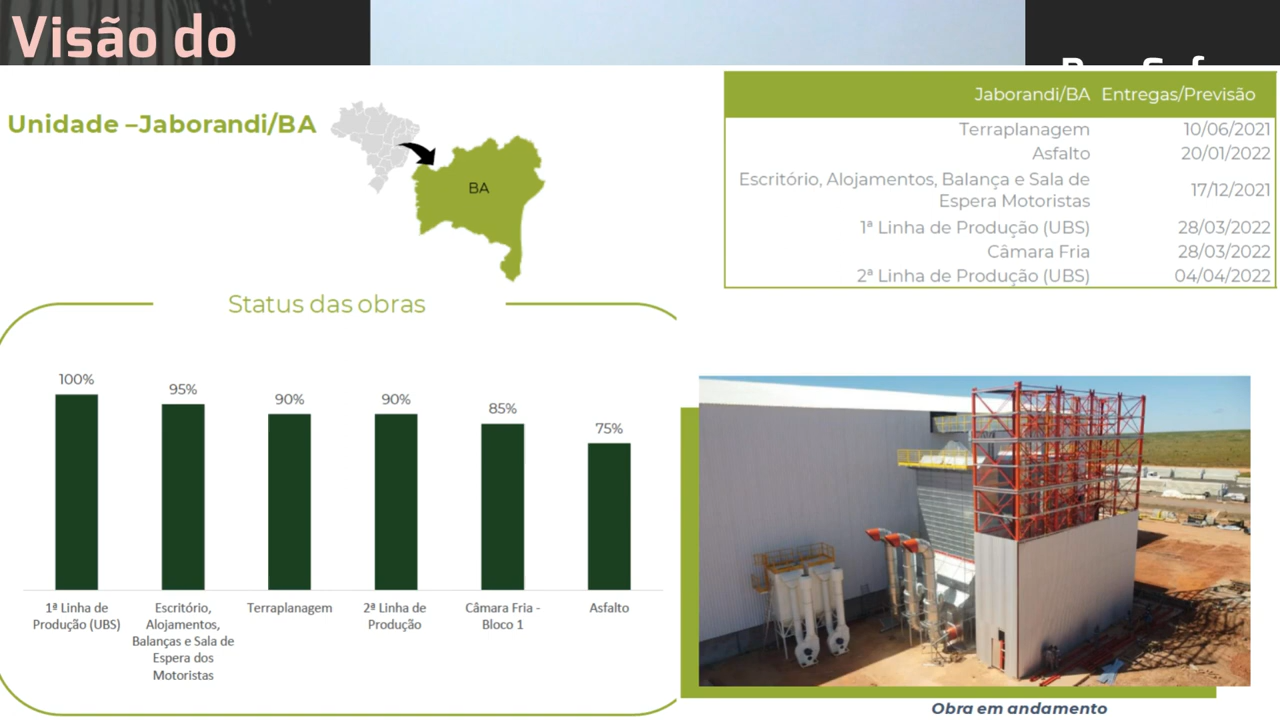 Visão do
Unidade –Jaborandi/BA
BA
Jaborandi/BA Entregas/Previsão
Terraplanagem 10/06/2021
Asfalto 20/01/2022
Escritório, Alojamentos, Balança e Sala de
Espera Motoristas 17/12/2021
1ª Linha de Produção (UBS) 28/03/2022
Câmara Fria 28/03/2022
2ª Linha de Produção (UBS) 04/04/2022
Status das obras
100%
95%
90%
90%
85%
75%
1ª Linha de
Produção (UBS)
Escritório,
Alojamentos,
Balanças e Sala de
Espera dos
Motoristas
Terraplanagem
2ª Linha de
Produção
Câmara Fria -
Bloco 1
Asfalto
Obra em andamento